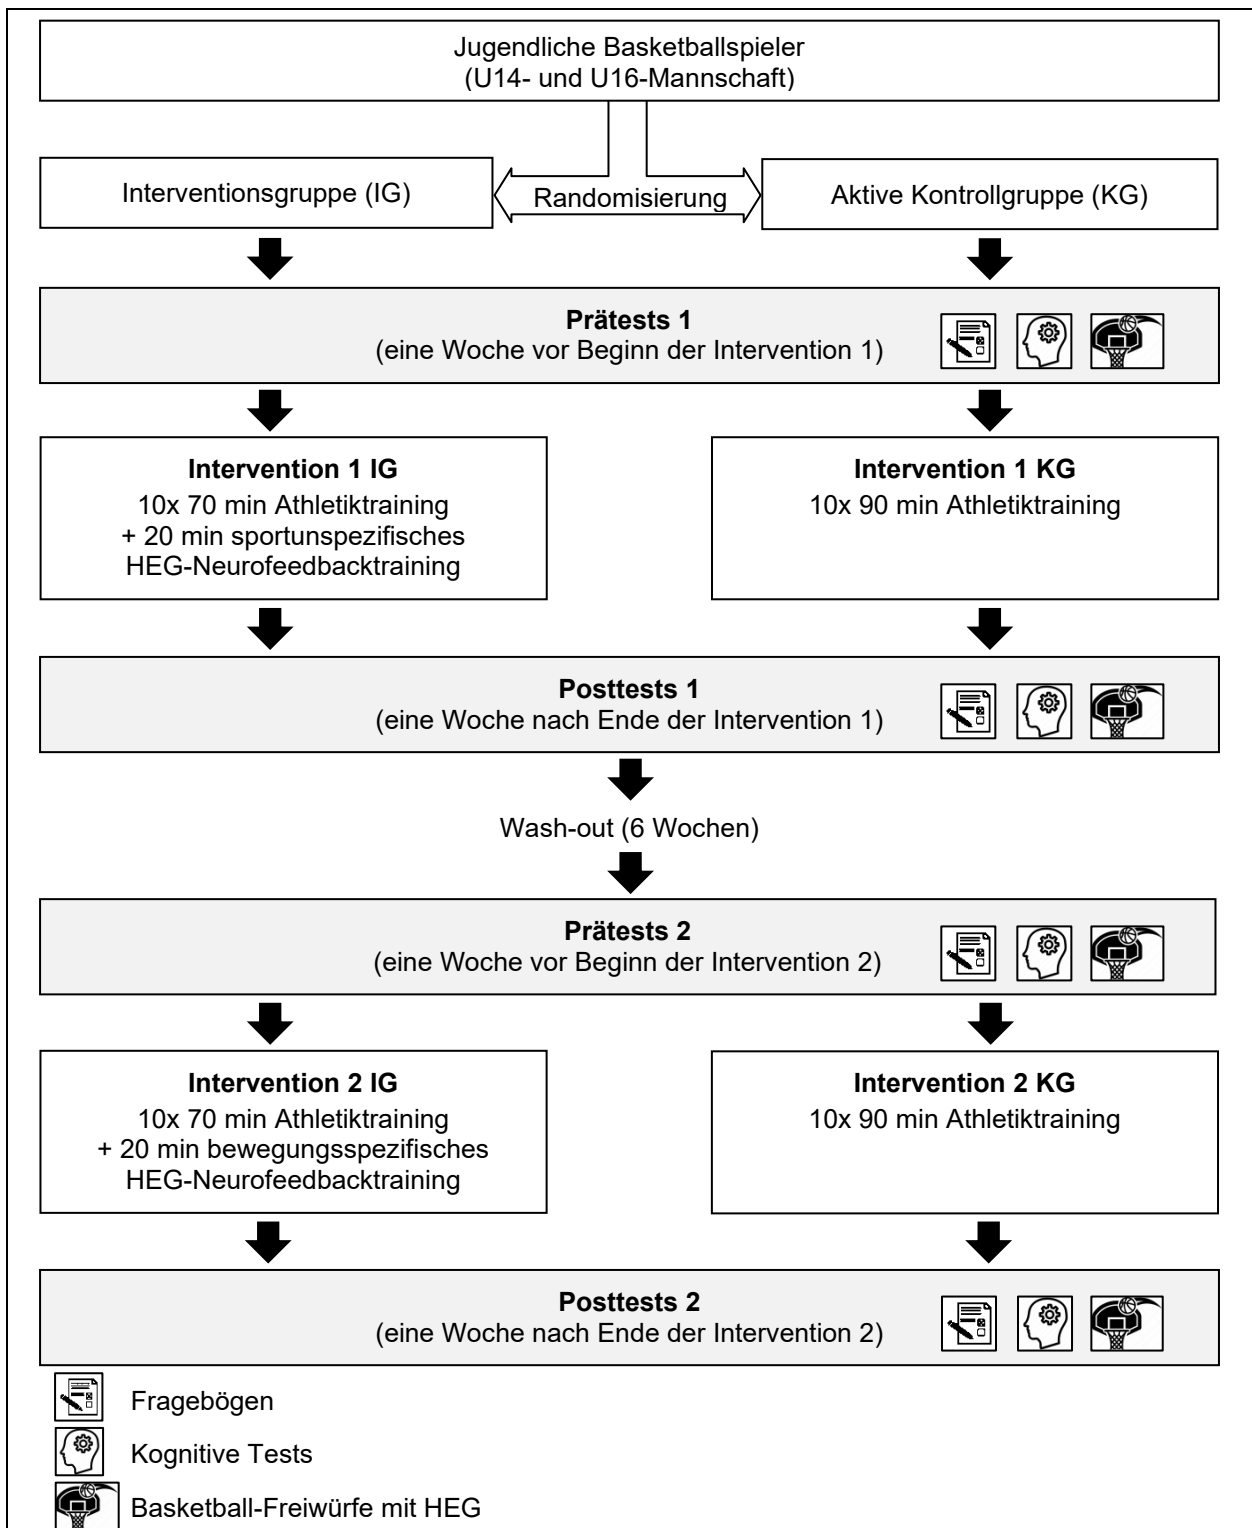 Jugendliche Basketballspieler
(U14- und U16-Mannschaft)
Interventionsgruppe (IG)
Randomisierung
Aktive Kontrollgruppe (KG)
Prätests 1
(eine Woche vor Beginn der Intervention 1)
Intervention 1 IG
10x 70 min Athletiktraining
+ 20 min sportunspezifisches
HEG-Neurofeedbacktraining
Intervention 1 KG
10x 90 min Athletiktraining
Posttests 1
(eine Woche nach Ende der Intervention 1)
Wash-out (6 Wochen)
Prätests 2
(eine Woche vor Beginn der Intervention 2)
Intervention 2 IG
10x 70 min Athletiktraining
+ 20 min bewegungsspezifisches
HEG-Neurofeedbacktraining
Intervention 2 KG
10x 90 min Athletiktraining
Posttests 2
(eine Woche nach Ende der Intervention 2)
Fragebögen
Kognitive Tests
Basketball-Freiwürfe mit HEG